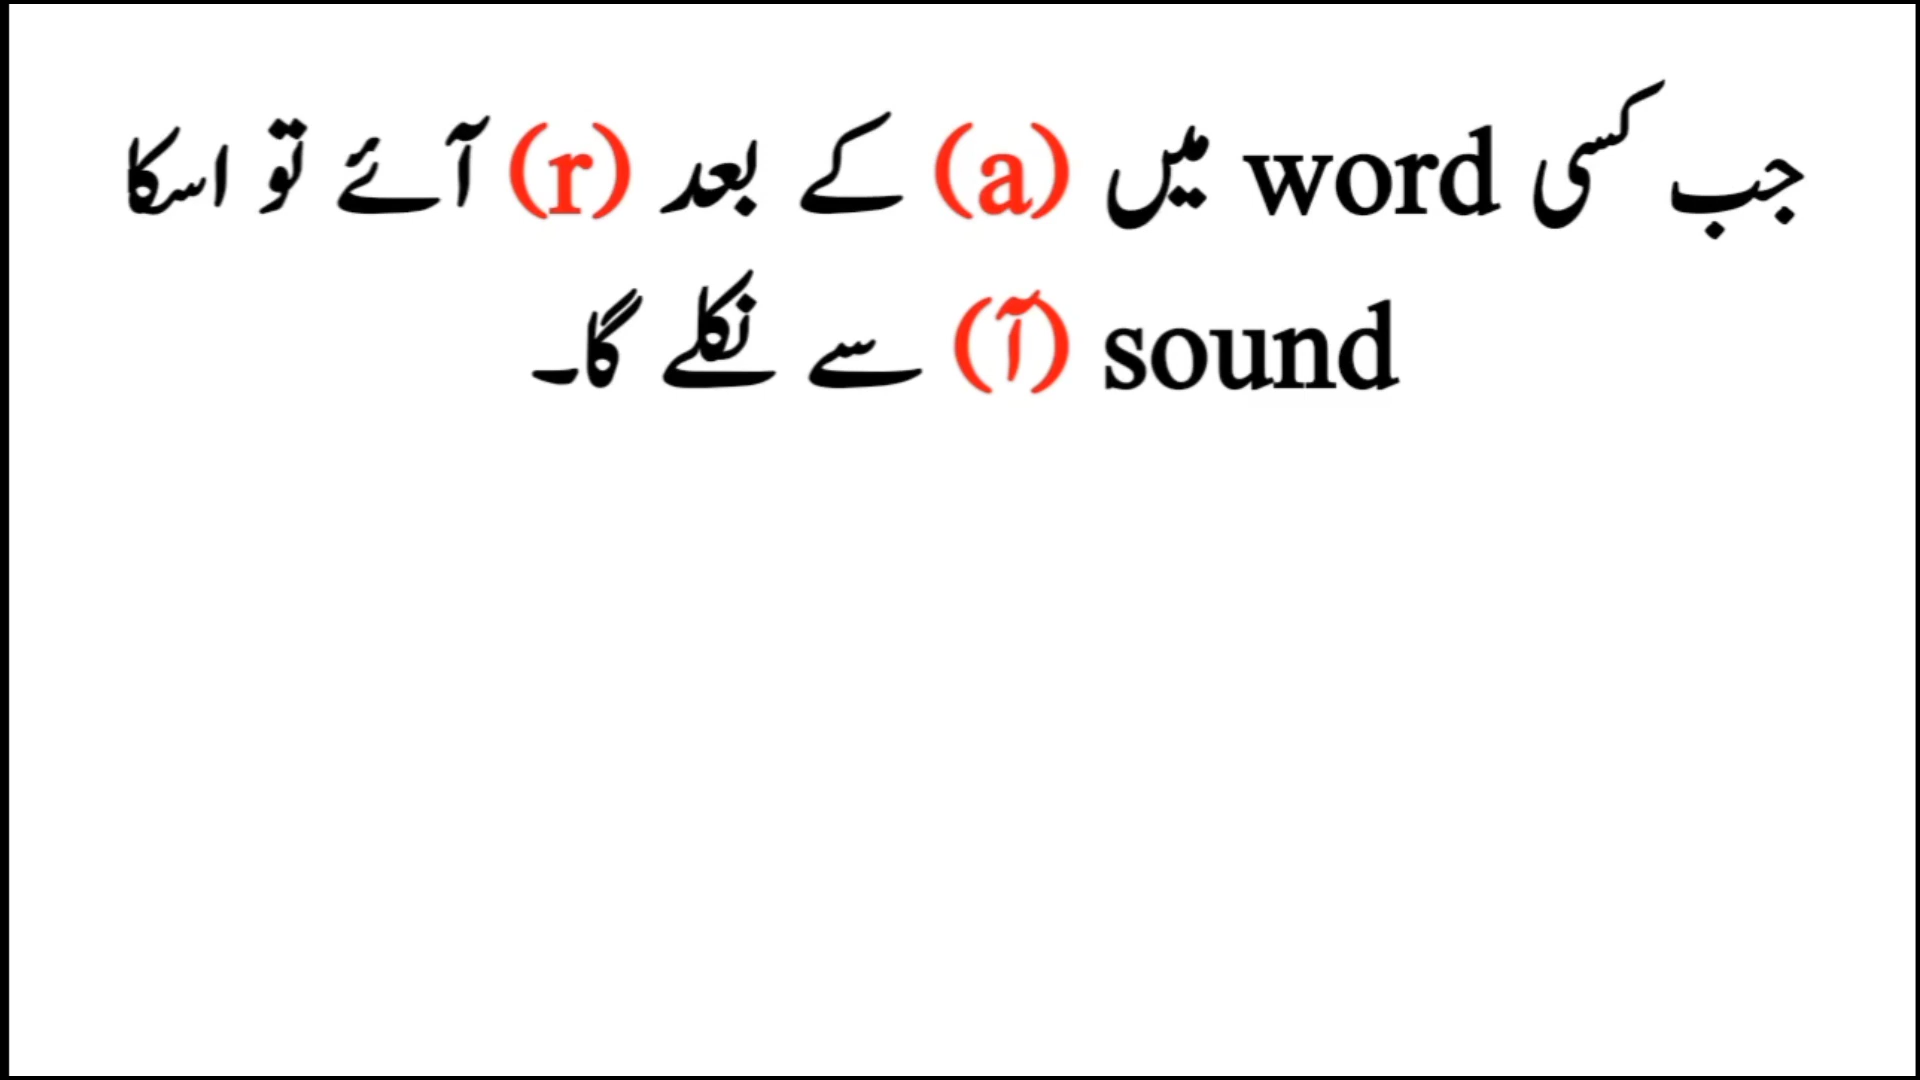 جب کسی word میں (a) کے بعد (r) آئے تو اسکا
sound (آ) سے نکلے گا۔